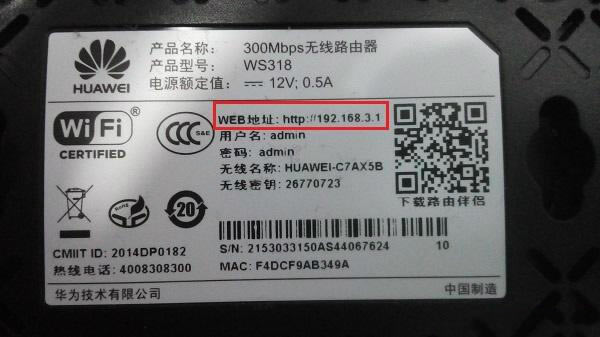 HUAWEI
产品名称: 300Mbps无线路由器
产品型号: WS318
电源额定值: 12V; 0.5A
WEB地址: http://192.168.3.1
用户名: admin
密码: admin
无线名称: HUAWEI-C7AX5B
无线密钥: 26770723
WiFi
CERTIFIED
CCC S&E
20
下载路由伴侣
CMIIT ID: 2014DP0182
热线电话: 4008308300
S/N: 2153033150AS44067624 10
MAC: F4DCF9AB349A
华为技术有限公司
中国制造